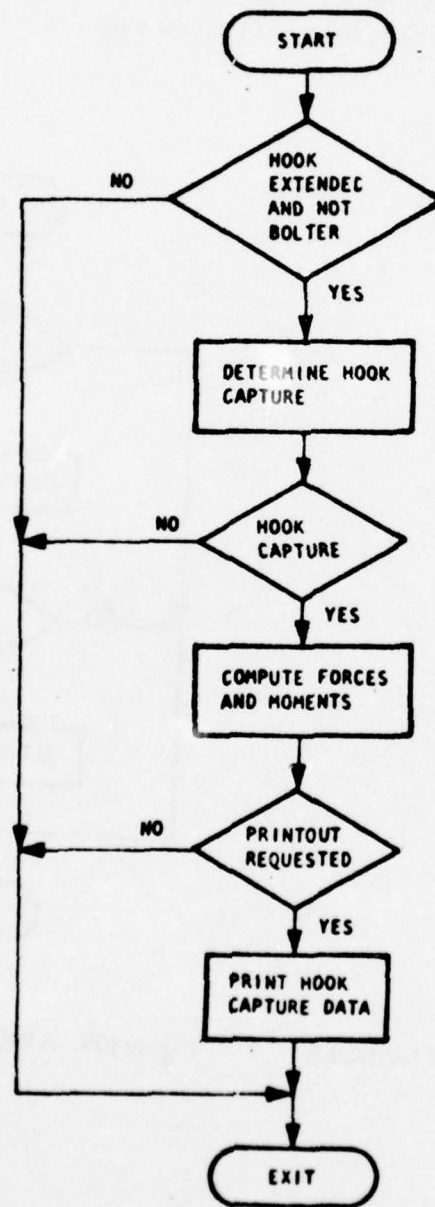 START
HOOK
EXTENDED
AND NOT
BOLTER
NO
YES
DETERMINE HOOK
CAPTURE
NO
HOOK
CAPTURE
YES
COMPUTE FORCES
AND MOMENTS
NO
PRINTOUT
REQUESTED
YES
PRINT HOOK
CAPTURE DATA
EXIT